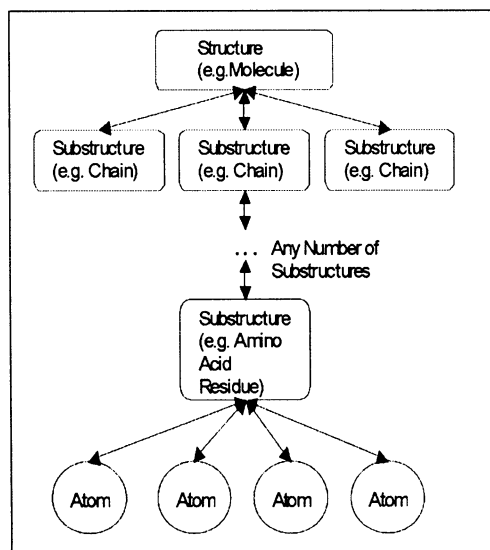 Structure
(e.g.Molecule)
Substructure
(e.g. Chain)
Substructure
(e.g. Chain)
Substructure
(e.g. Chain)
... Any Number of
Substructures
Substructure
(e.g. Amino
Acid
Residue)
Atom
Atom
Atom
Atom